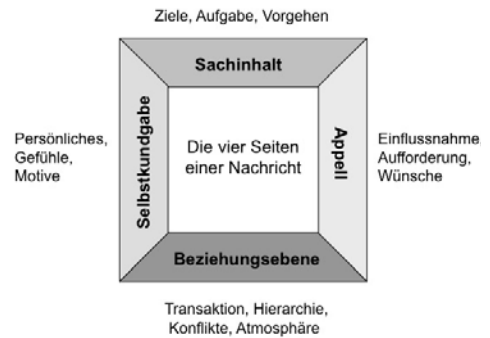 Ziele, Aufgabe, Vorgehen
Sachinhalt
Persönliches,
Gefühle,
Motive
Selbstkundgabe
Die vier Seiten
einer Nachricht
Appell
Einflussnahme,
Aufforderung,
Wünsche
Beziehungsebene
Transaktion, Hierarchie,
Konflikte, Atmosphäre